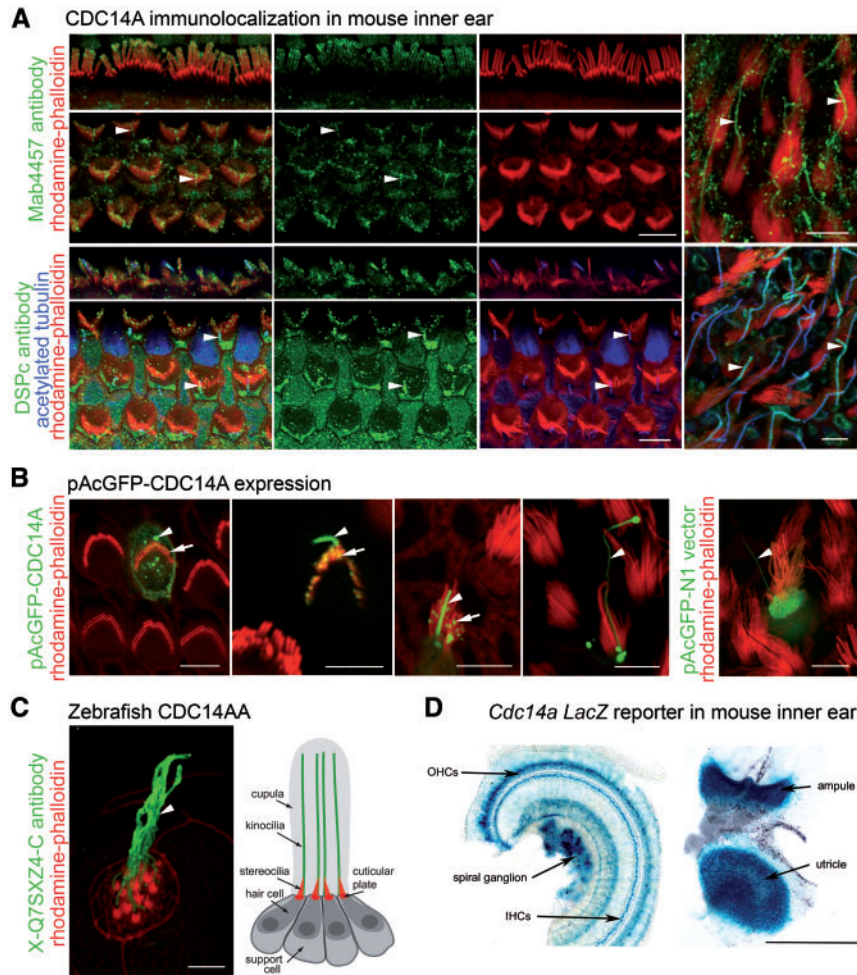 A
CDC14A immunolocalization in mouse inner ear
Mab4457 antibody
rhodamine-phalloidin
DSPc antibody
acetylated tubulin
rhodamine-phalloidin
B
pAcGFP-CDC14A expression
pAcGFP-CDC14A
rhodamine-phalloidin
pAcGFP-N1 vector
rhodamine-phalloidin
C
Zebrafish CDC14AA
X-Q7SXZ4-C antibody
rhodamine-phalloidin
cupula
kinocilia
stereocilia
hair cell
support
cell
cuticular
plate
D
Cdc14a LacZ reporter in mouse inner ear
OHCs
spiral ganglion
IHCs
ampule
utricle